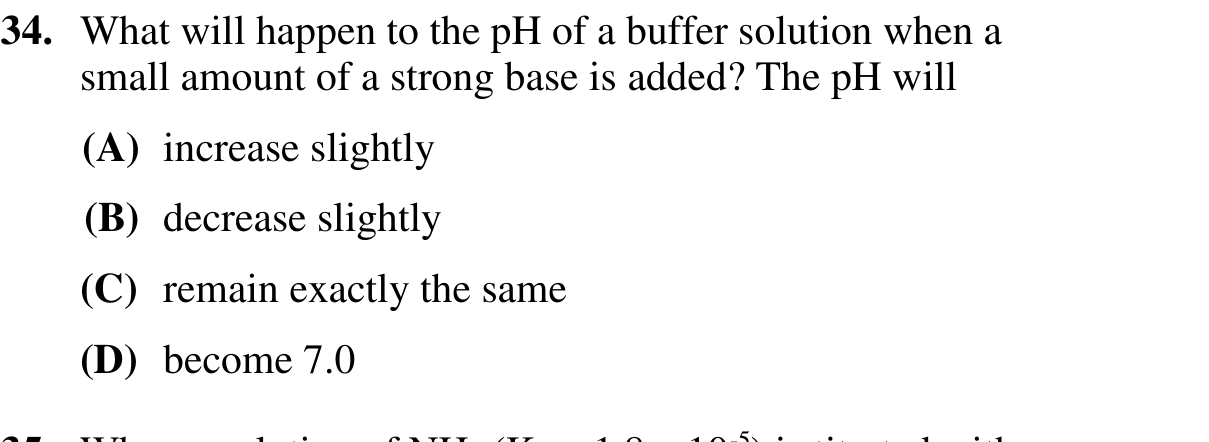 34. What will happen to the pH of a buffer solution when a
small amount of a strong base is added? The pH will
(A) increase slightly
(B) decrease slightly
(C) remain exactly the same
(D) become 7.0